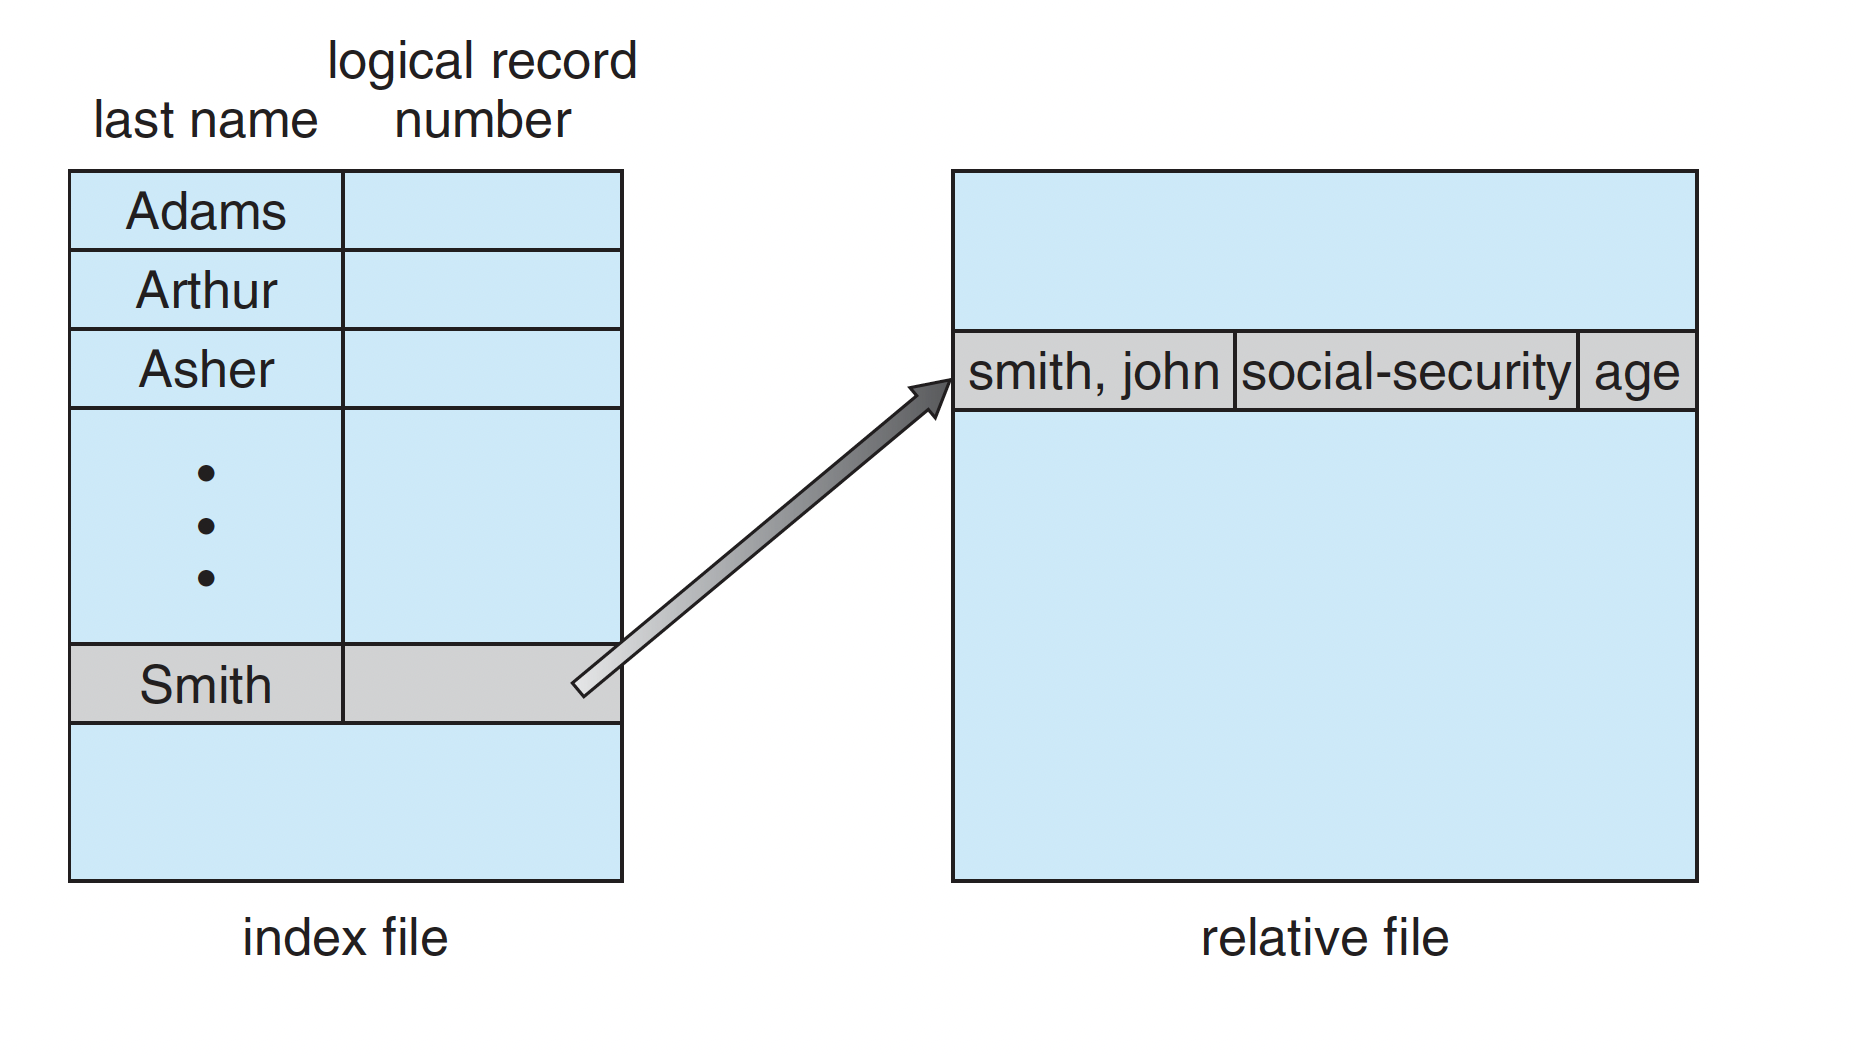 logical record
last name number
Adams
Arthur
Asher
smith, john social-security age
Smith
index file
relative file